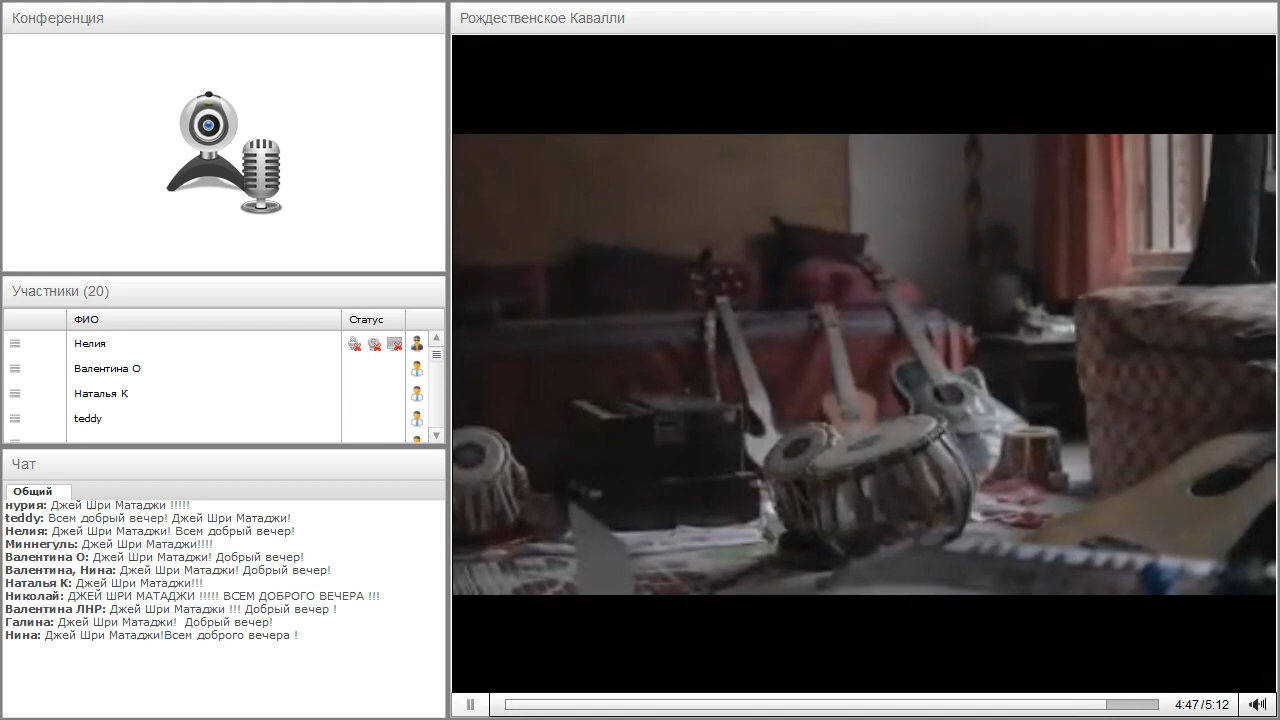 Конференция
Рождественское Кавалли
Участники (20)
ФИО
Статус
Нелия
Валентина О
Наталья К
teddy
Чат
Общий
нурия: Джей Шри Матаджи !!!!!
teddy: Всем добрый вечер! Джей Шри Матаджи!
Нелия: Джей Шри Матаджи! Всем добрый вечер!
Миннегуль: Джей Шри Матаджи!!!!
Валентина О: Джей Шри Матаджи! Добрый вечер!
Валентина, Нина: Джей Шри Матаджи! Добрый вечер!
Наталья К: Джей Шри Матаджи!!!
Николай: ДЖЕЙ ШРИ МАТАДЖИ !!!!! ВСЕМ ДОБРОГО ВЕЧЕРА !!!
Валентина ЛНР: Джей Шри Матаджи !!! Добрый вечер !
Галина: Джей Шри Матаджи!  Добрый вечер!
Нина: Джей Шри Матаджи!Всем доброго вечера !
4:47/5:12